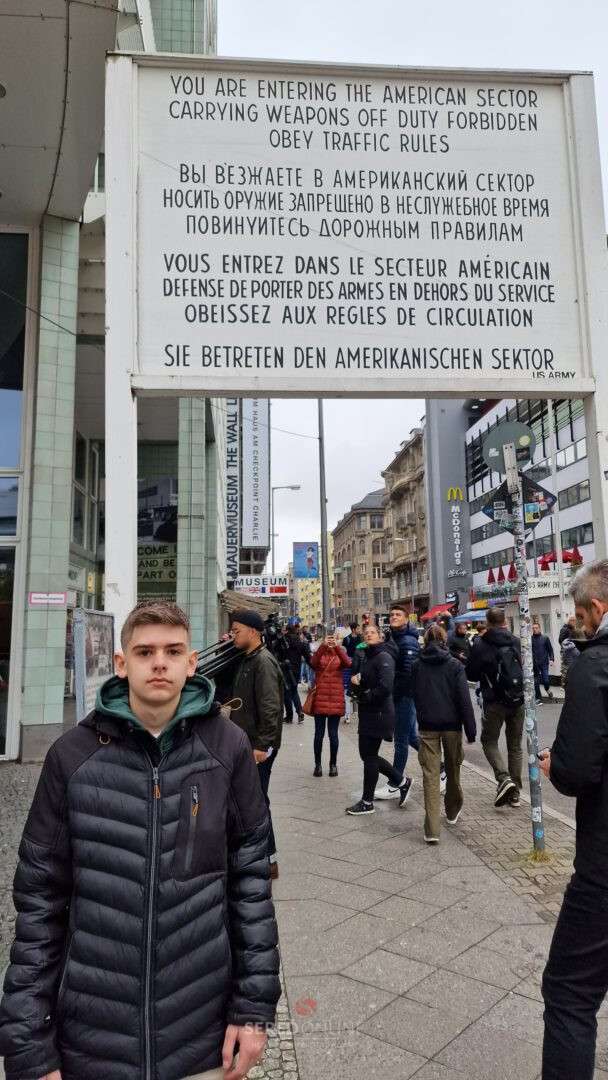 YOU ARE ENTERING THE AMERICAN SECTOR
CARRYING WEAPONS OFF DUTY FORBIDDEN
OBEY TRAFFIC RULES
ВЫ ВЪЕЗЖАЕТЕ В АМЕРИКАНСКИЙ СЕКТОР
НОСИТЬ ОРУЖИЕ ЗАПРЕЩЕНО В НЕСЛУЖЕБНОЕ ВРЕМЯ
ПОВИНУЙТЕСЬ ДОРОЖНЫМ ПРАВИЛАМ
VOUS ENTREZ DANS LE SECTEUR AMÉRICAIN
DEFENSE DE PORTER DES ARMES EN DEHORS DU SERVICE
OBEISSEZ AUX REGLES DE CIRCULATION
SIE BETRETEN DEN AMERIKANISCHEN SEKTOR
US ARMY
MAUERMUSEUM THE WALL
MUSEUM HAUS AM CHECKPOINT CHARLIE
McDonald's
MUSEUM
US ARMY
SEREDONLINE